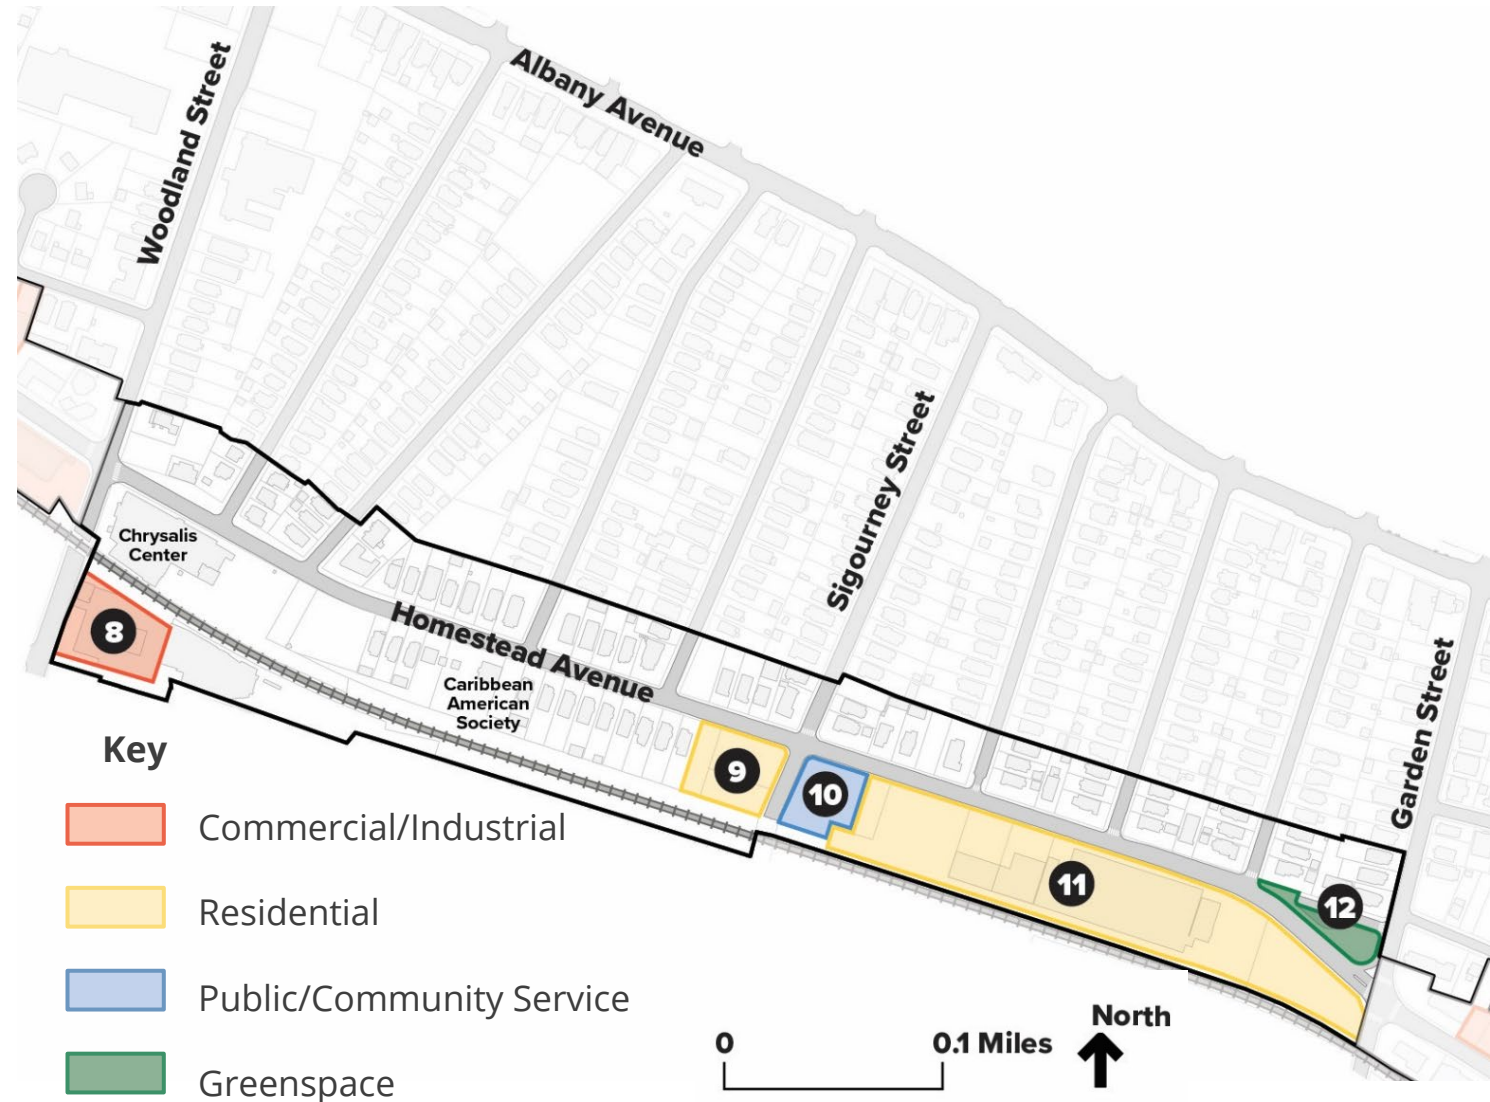 Albany Avenue
Woodland Street
Sigourney Street
Chrysalis
Center
8
Homestead Avenue
Caribbean
American
Society
Garden Street
9
10
11
12
Key
Commercial/Industrial
Residential
Public/Community Service
Greenspace
0
0.1 Miles
North